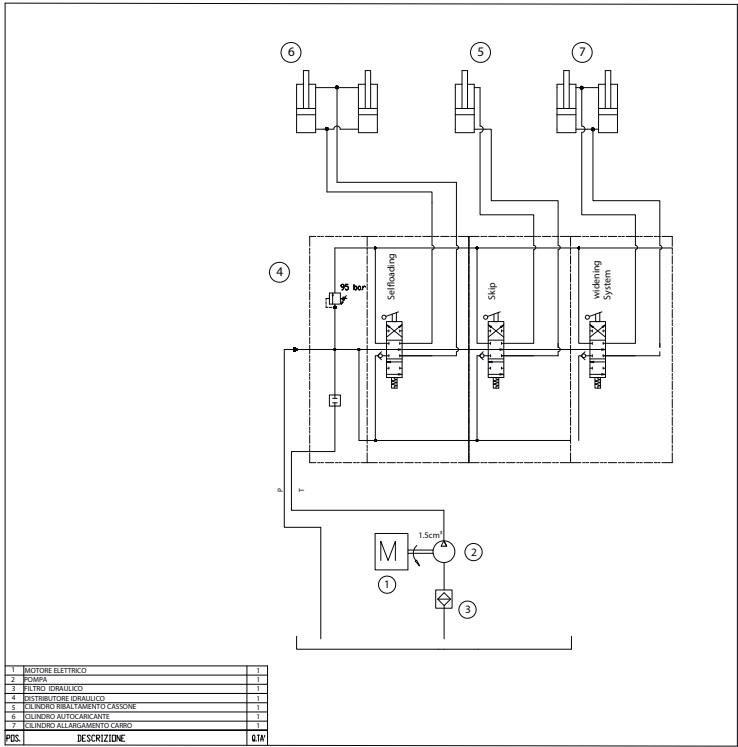 6
5
7
4
95 bar
Selfloading
Skip
widening
System
P
T
1.5cm³
M
2
1
3
1 MOTORE ELETTRICO 1
2 POMPA 1
3 FILTRO IDRAULICO 1
4 DISTRIBUTORE IDRAULICO 1
5 CILINDRO RIBALTAMENTO CASSONE 1
6 CILINDRO AUTOCARICANTE 1
7 CILINDRO ALLARGAMENTO CARRO 1
POS. DESCRIZIONE Q.TA'